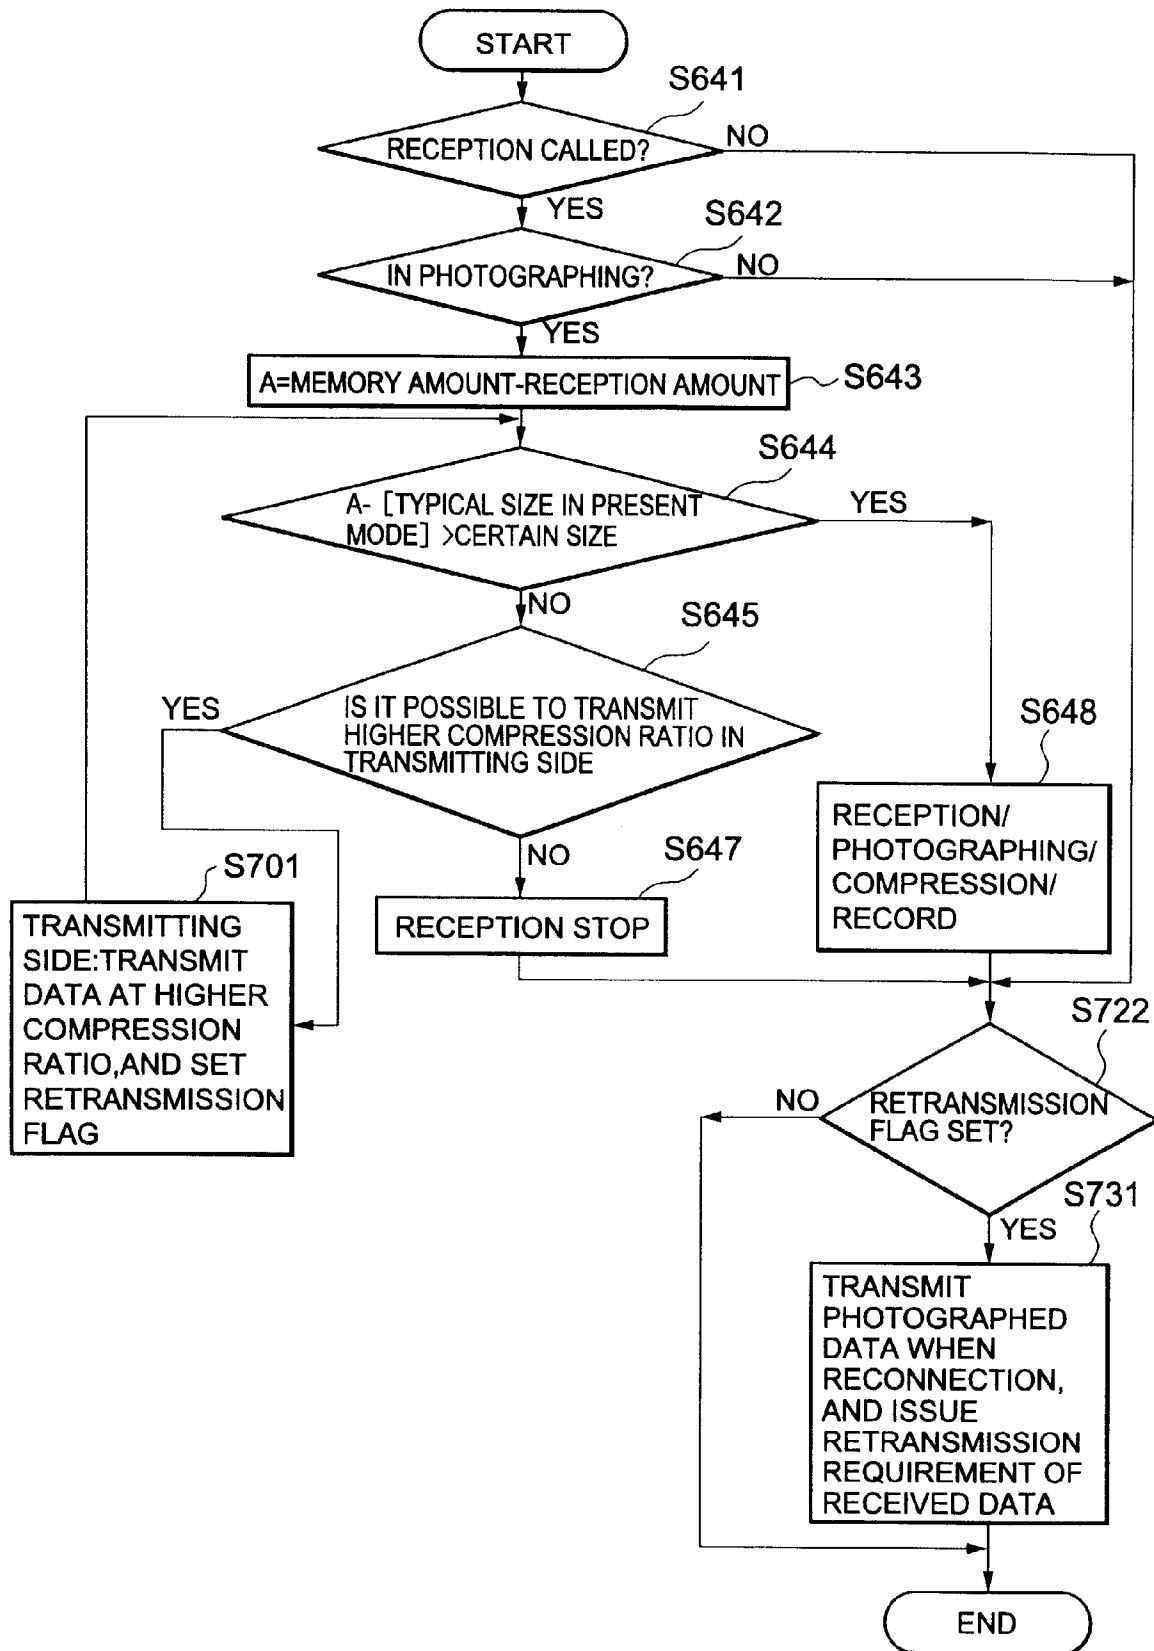 START
S641
RECEPTION CALLED?
NO
YES
S642
IN PHOTOGRAPHING?
NO
YES
A=MEMORY AMOUNT-RECEPTION AMOUNT
S643
S644
A- [TYPICAL SIZE IN PRESENT
MODE] >CERTAIN SIZE
YES
NO
S645
YES
IS IT POSSIBLE TO TRANSMIT
HIGHER COMPRESSION RATIO IN
TRANSMITTING SIDE
NO
S648
RECEPTION/
PHOTOGRAPHING/
COMPRESSION/
RECORD
S647
RECEPTION STOP
S701
TRANSMITTING
SIDE:TRANSMIT
DATA AT HIGHER
COMPRESSION
RATIO,AND SET
RETRANSMISSION
FLAG
S722
NO
RETRANSMISSION
FLAG SET?
YES
S731
TRANSMIT
PHOTOGRAPHED
DATA WHEN
RECONNECTION,
AND ISSUE
RETRANSMISSION
REQUIREMENT OF
RECEIVED DATA
END